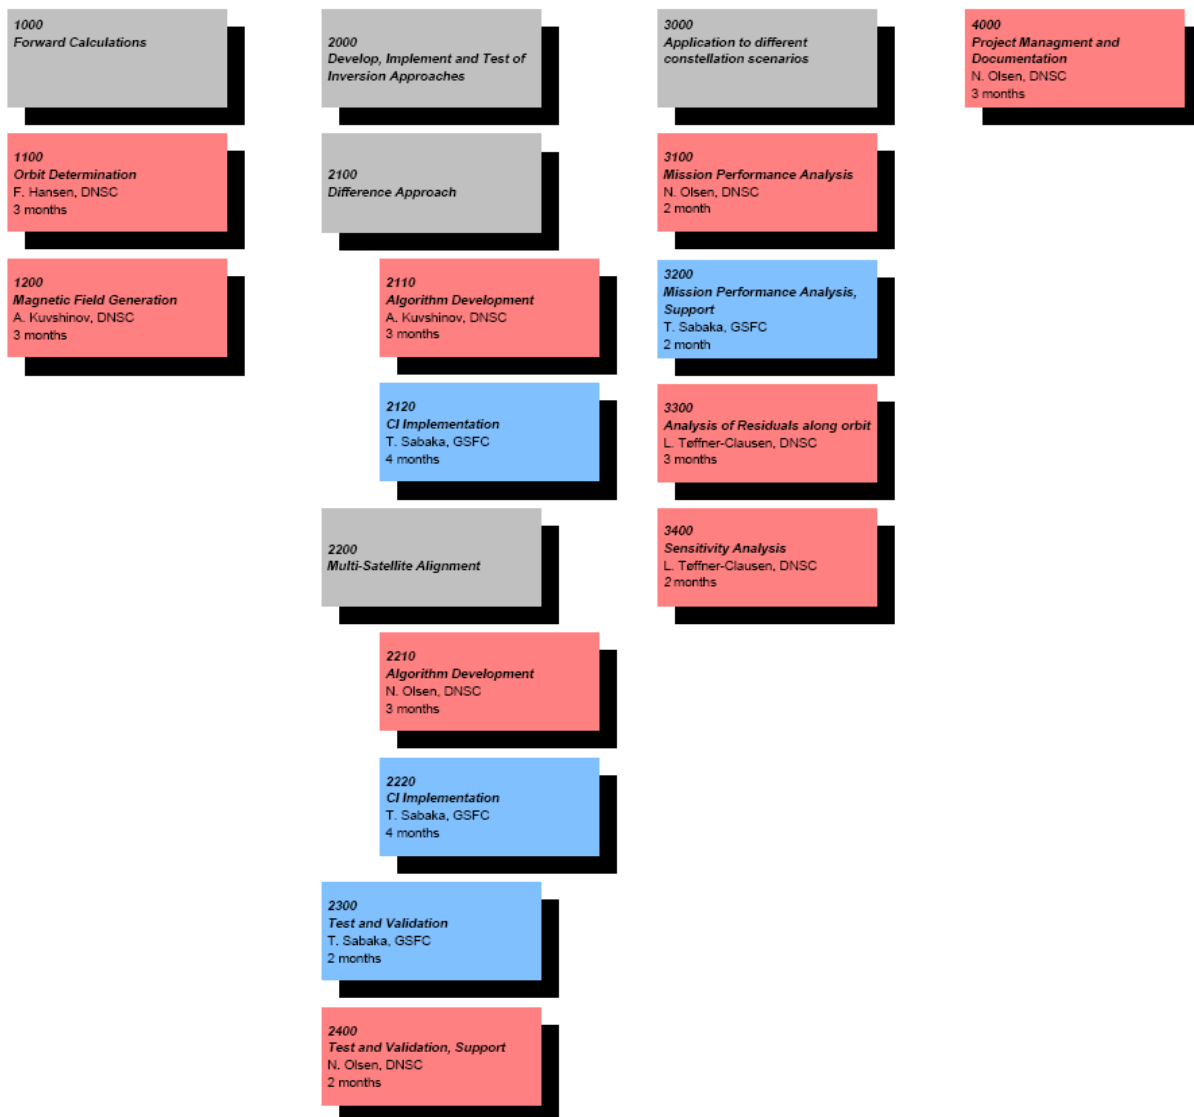 1000
Forward Calculations
1100
Orbit Determination
F. Hansen, DNSC
3 months
1200
Magnetic Field Generation
A. Kuvshinov, DNSC
3 months
2000
Develop, Implement and Test of
Inversion Approaches
2100
Difference Approach
2110
Algorithm Development
A. Kuvshinov, DNSC
3 months
2120
CI Implementation
T. Sabaka, GSFC
4 months
2200
Multi-Satellite Alignment
2210
Algorithm Development
N. Olsen, DNSC
3 months
2220
CI Implementation
T. Sabaka, GSFC
4 months
2300
Test and Validation
T. Sabaka, GSFC
2 months
2400
Test and Validation, Support
N. Olsen, DNSC
2 months
3000
Application to different
constellation scenarios
3100
Mission Performance Analysis
N. Olsen, DNSC
2 month
3200
Mission Performance Analysis,
Support
T. Sabaka, GSFC
2 month
3300
Analysis of Residuals along orbit
L. Tøffner-Clausen, DNSC
3 months
3400
Sensitivity Analysis
L. Tøffner-Clausen, DNSC
2 months
4000
Project Managment and
Documentation
N. Olsen, DNSC
3 months